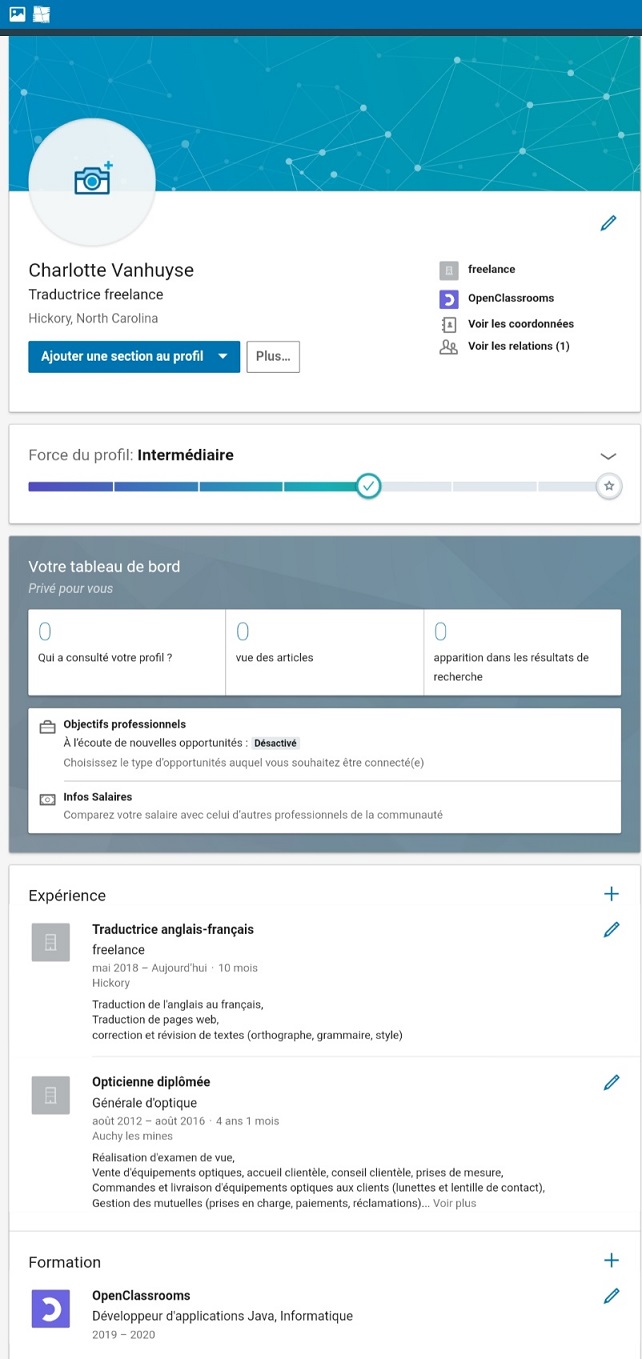 Charlotte Vanhuyse
Traductrice freelance
Hickory, North Carolina
Ajouter une section au profil
Plus...
freelance
OpenClassrooms
Voir les coordonnées
Voir les relations (1)
Force du profil: Intermédiaire
Votre tableau de bord
Privé pour vous
0
Qui a consulté votre profil ?
0
vue des articles
0
apparition dans les résultats de
recherche
Objectifs professionnels
À l'écoute de nouvelles opportunités : Désactivé
Choisissez le type d'opportunités auquel vous souhaitez être connecté(e)
Infos Salaires
Comparez votre salaire avec celui d'autres professionnels de la communauté
Expérience
Traductrice anglais-français
freelance
mai 2018 – Aujourd'hui · 10 mois
Hickory
Traduction de l'anglais au français,
Traduction de pages web,
correction et révision de textes (orthographe, grammaire, style)
Opticienne diplômée
Générale d'optique
août 2012 – août 2016 · 4 ans 1 mois
Auchy les mines
Réalisation d'examen de vue,
Vente d'équipements optiques, accueil clientèle, conseil clientèle, prises de mesure,
Commandes et livraison d'équipements optiques aux clients (lunettes et lentille de contact),
Gestion des mutuelles (prises en charge, paiements, réclamations)... Voir plus
Formation
OpenClassrooms
Développeur d'applications Java, Informatique
2019 – 2020